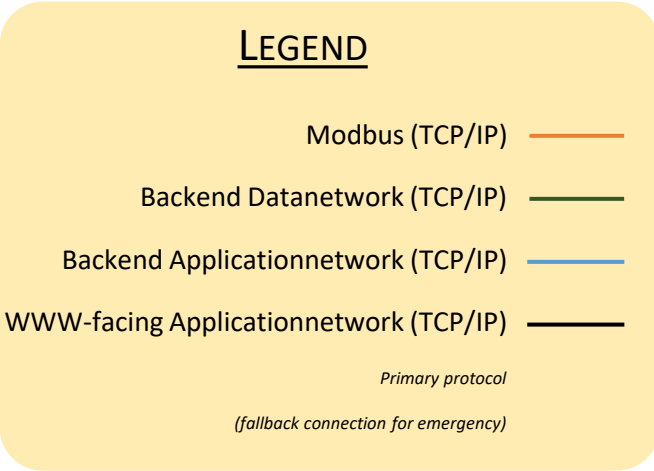 LEGEND
Modbus (TCP/IP)
Backend Datanetwork (TCP/IP)
Backend Applicationnetwork (TCP/IP)
WWW-facing Applicationnetwork (TCP/IP)
Primary protocol
(fallback connection for emergency)